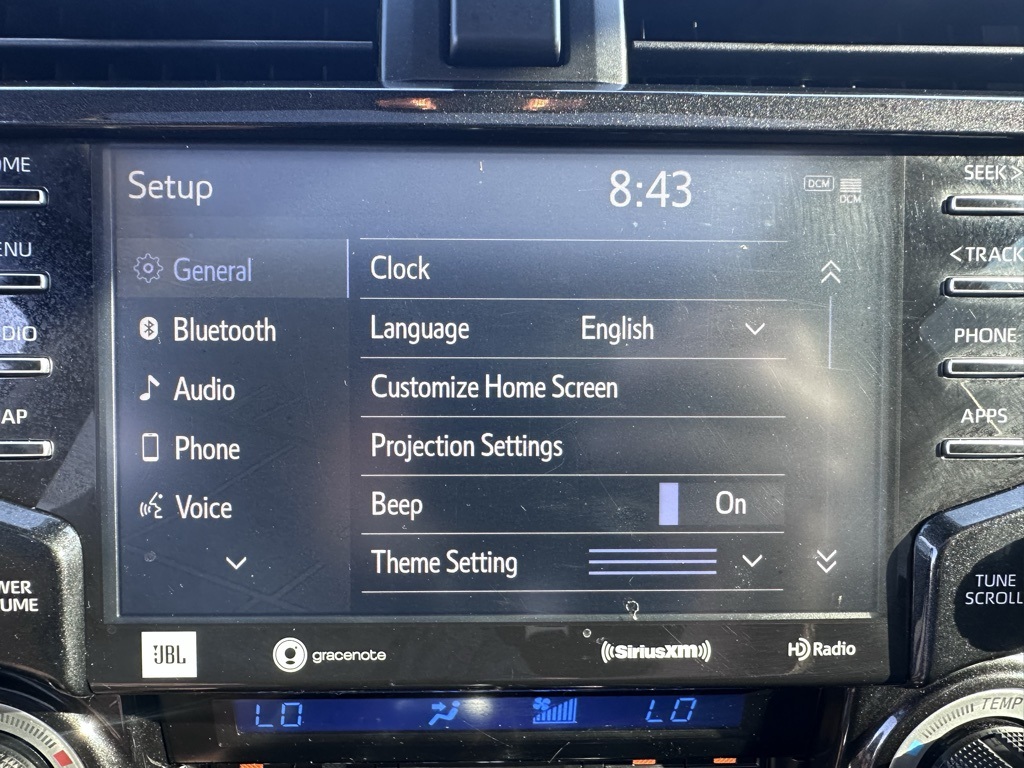 Setup
8:43
DCM
DCM
General
Bluetooth
Audio
Phone
Voice
Clock
Language English
Customize Home Screen
Projection Settings
Beep On
Theme Setting
OME
ENU
DIO
AP
WER
UME
SEEK >
< TRACK
PHONE
APPS
TUNE
SCROLL
JBL
gracenote
SiriusXM
HD Radio
LO
LO
TEMP